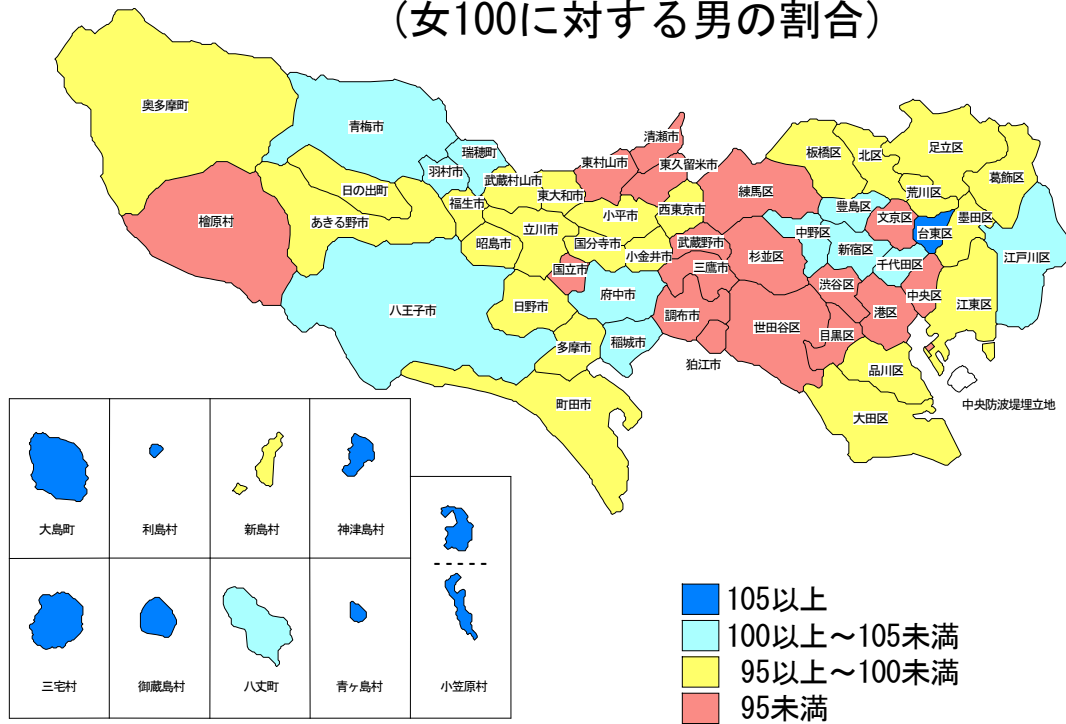 (女100に対する男の割合)
奥多摩町
青梅市
瑞穂町
羽村市
日の出町
あきる野市
檜原村
福生市
武蔵村山市
東大和市
東村山市
清瀬市
東久留米市
昭島市
立川市
小平市
西東京市
国分寺市
小金井市
国立市
武蔵野市
三鷹市
八王子市
日野市
府中市
調布市
多摩市
稲城市
狛江市
町田市
練馬区
板橋区
北区
足立区
葛飾区
荒川区
豊島区
文京区
台東区
墨田区
中野区
新宿区
千代田区
江戸川区
杉並区
渋谷区
中央区
港区
江東区
世田谷区
目黒区
品川区
大田区
中央防波堤埋立地
大島町
利島村
新島村
神津島村
三宅村
御蔵島村
八丈町
青ヶ島村
小笠原村
105以上
100以上~105未満
95以上~100未満
95未満